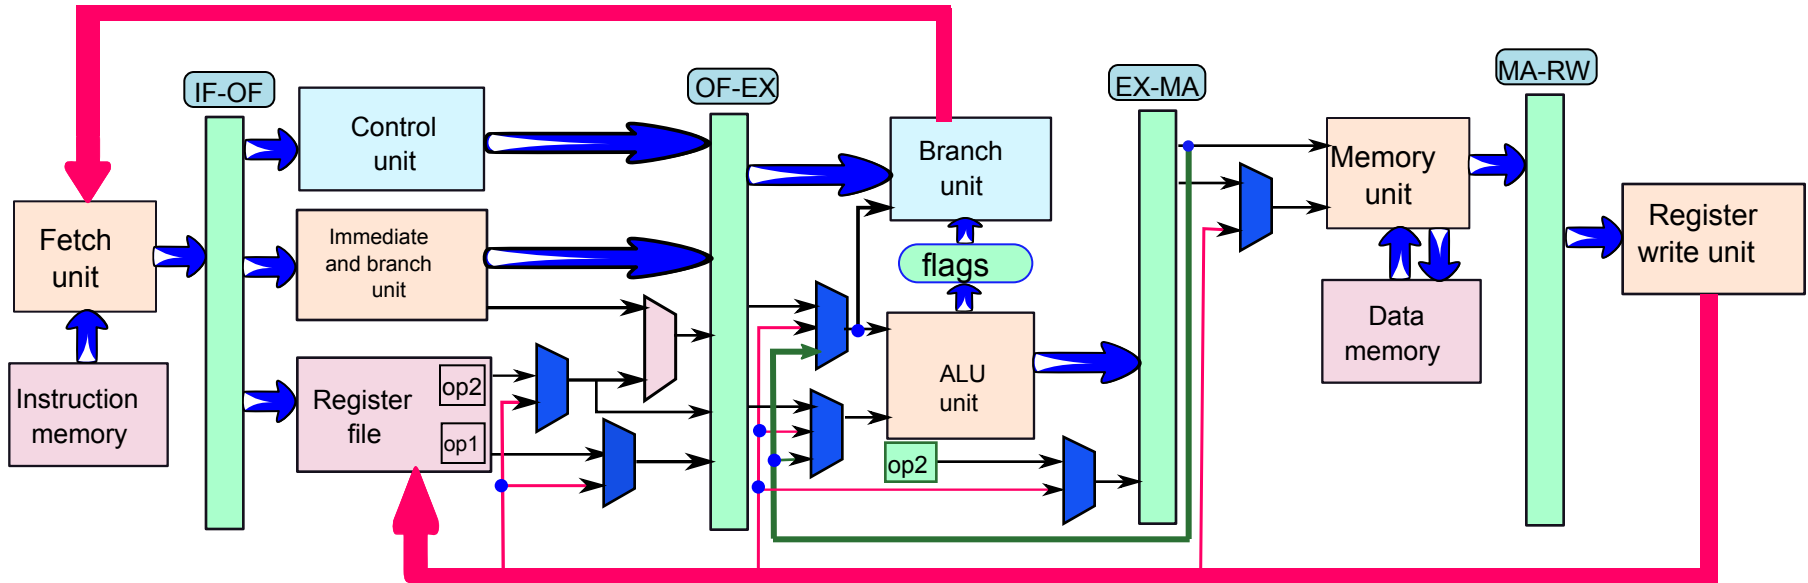 IF-OF
OF-EX
EX-MA
MA-RW
Control
unit
Branch
unit
Memory
unit
Fetch
unit
Immediate
and branch
unit
flags
Register
write unit
Data
memory
Instruction
memory
Register
file
op2
op1
ALU
unit
op2